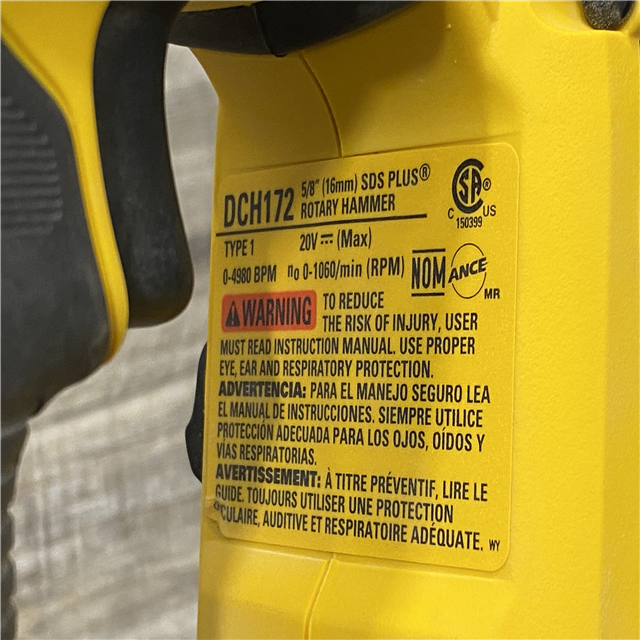 DCH172 5/8" (16mm) SDS PLUS®
ROTARY HAMMER
TYPE 1 20V⎓ (Max)
0-4980 BPM no 0-1060/min (RPM)
SA®
C US
150399
NOM ANCE
MR
WARNING TO REDUCE
THE RISK OF INJURY, USER
MUST READ INSTRUCTION MANUAL. USE PROPER
EYE, EAR AND RESPIRATORY PROTECTION.
ADVERTENCIA: PARA EL MANEJO SEGURO LEA
EL MANUAL DE INSTRUCCIONES. SIEMPRE UTILICE
PROTECCIÓN ADECUADA PARA LOS OJOS, OÍDOS Y
VÍAS RESPIRATORIAS.
AVERTISSEMENT: À TITRE PRÉVENTIF, LIRE LE
GUIDE. TOUJOURS UTILISER UNE PROTECTION
CULAIRE, AUDITIVE ET RESPIRATOIRE ADÉQUATE. WY